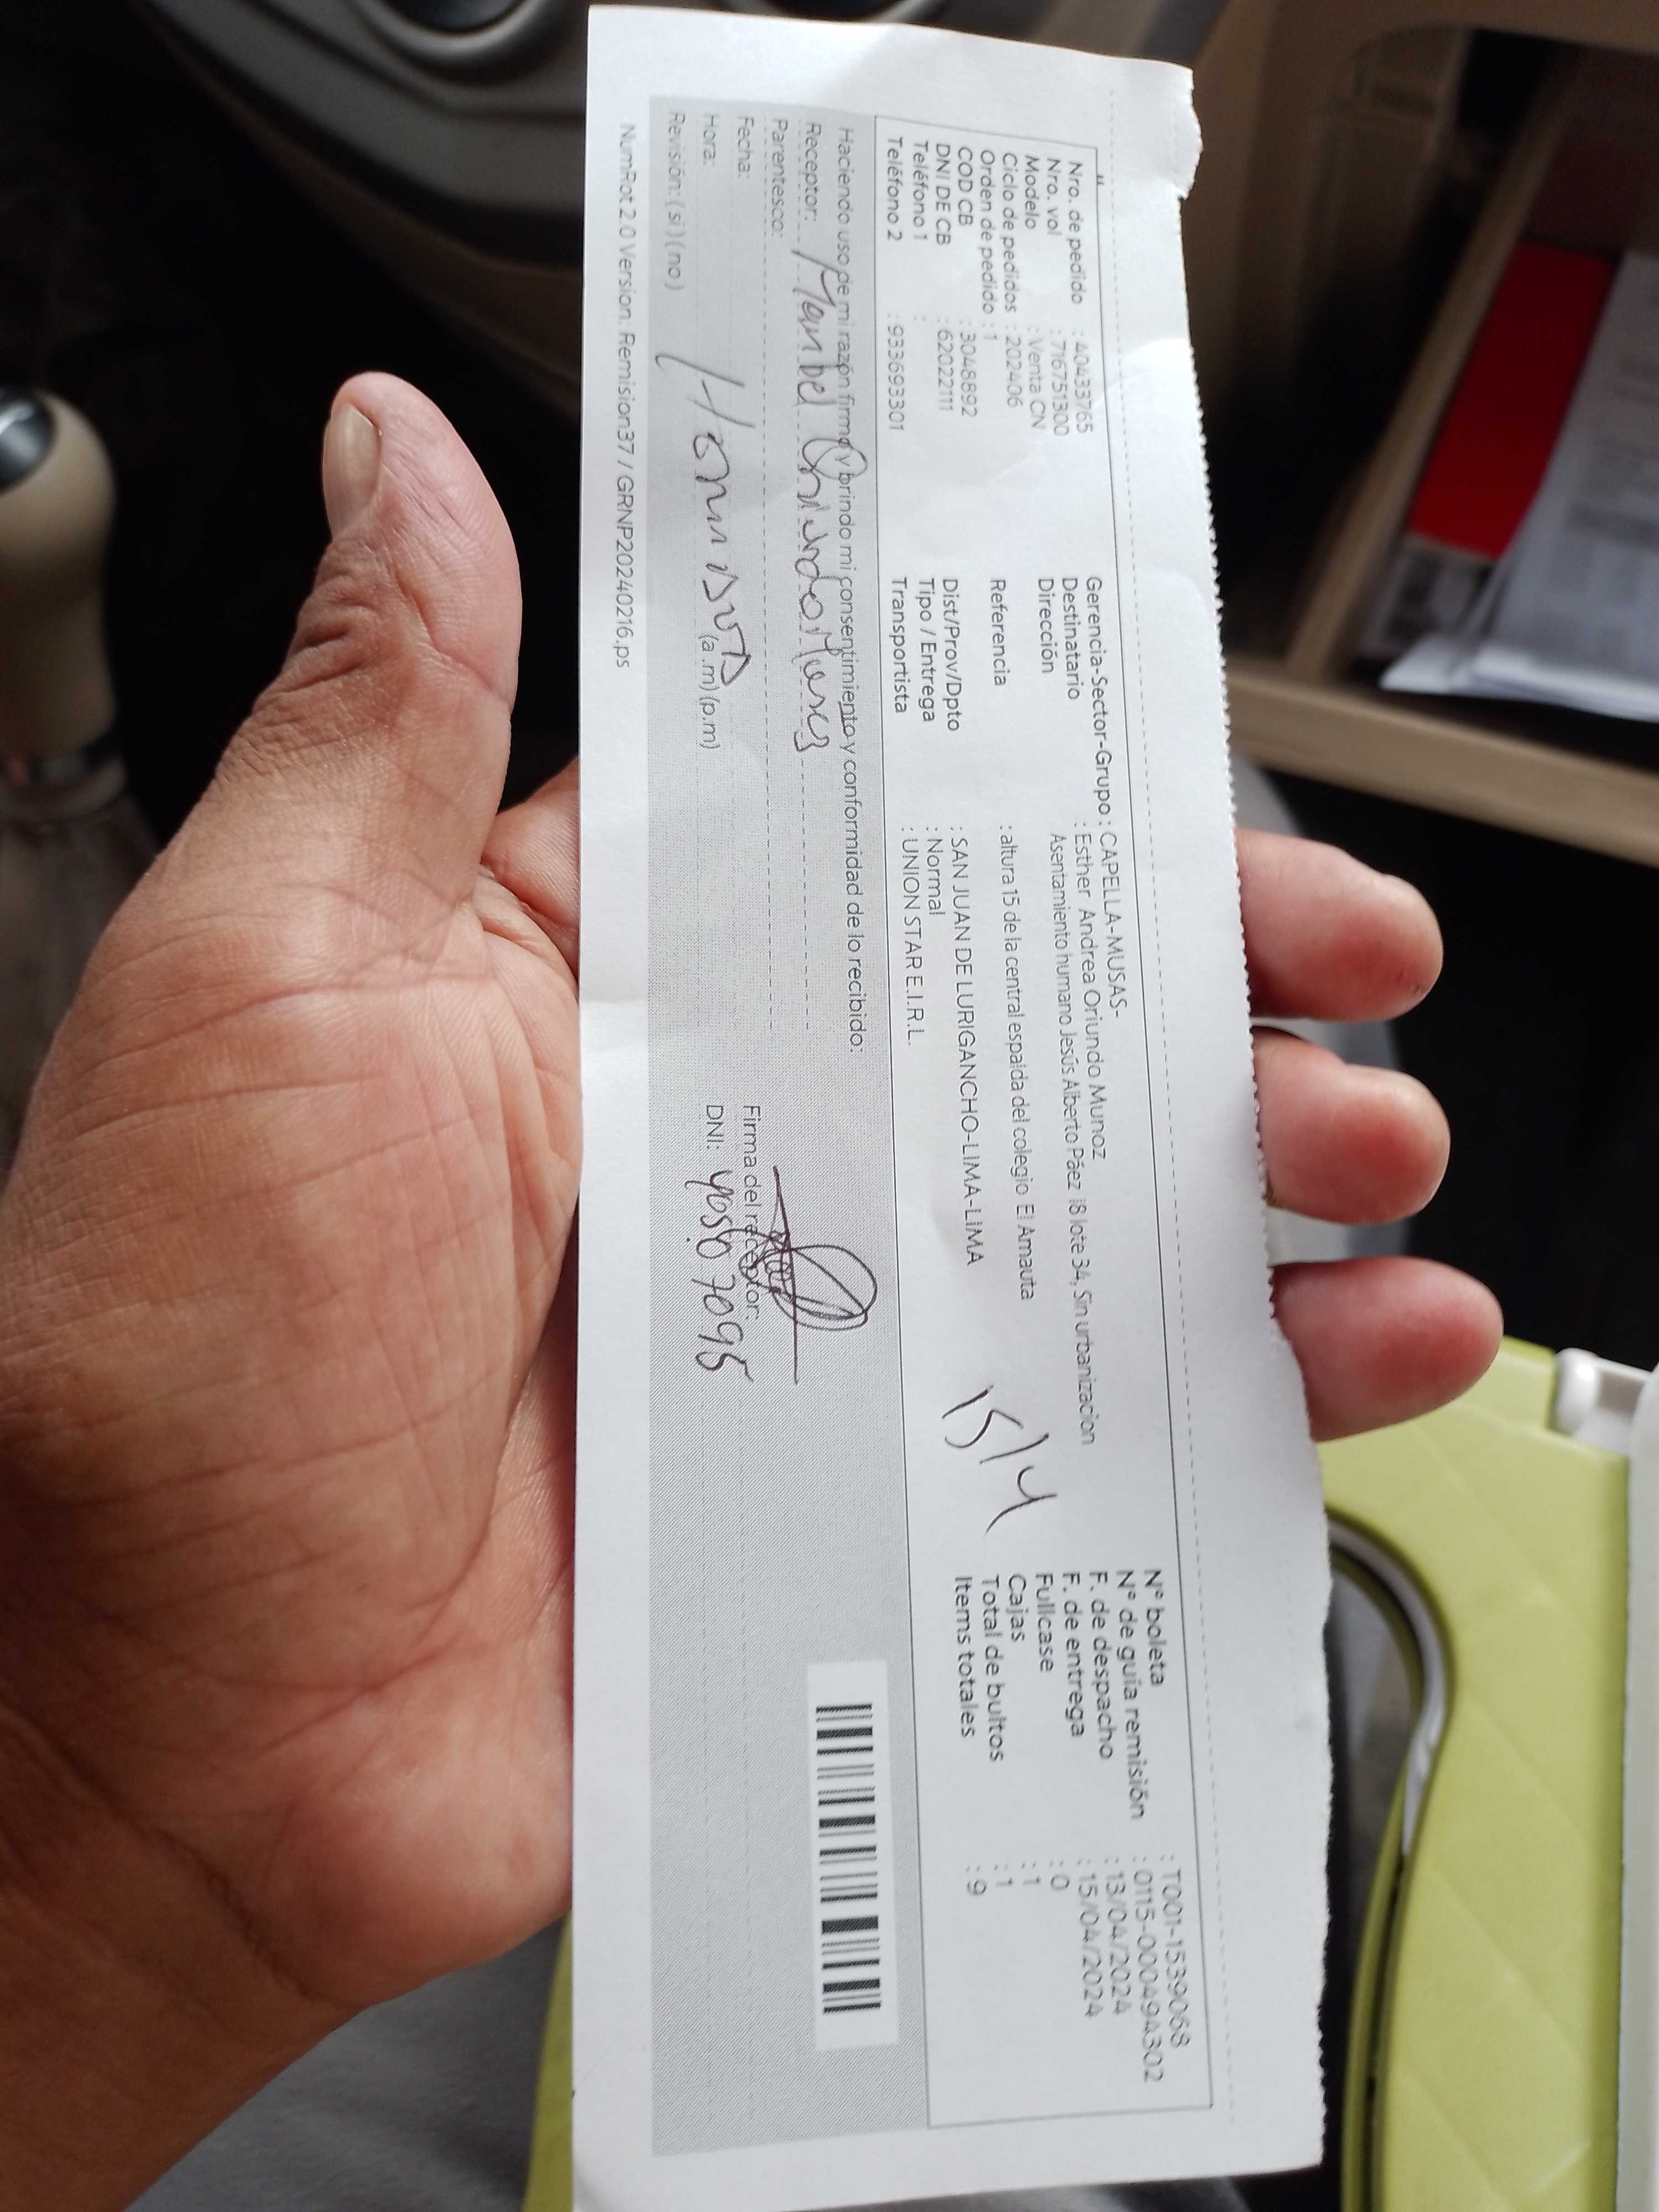 Nro. de pedido : 40433765
Nro. vol : 716751300
Modelo : Venta CN
Ciclo de pedidos : 202406
Orden de pedido : 1
COD CB : 3048892
DNI DE CB : 62022111
Teléfono 1 :
Teléfono 2 : 933693301
Gerencia-Sector-Grupo : CAPELLA-MUSAS-
Destinatario : Esther Andrea Oriundo Munoz
Dirección Asentamiento humano Jesús Alberto Páez 18 lote 34, Sin urbanizacion
Referencia : altura 15 de la central espalda del colegio El Amauta
Dist/Prov/Dpto : SAN JUAN DE LURIGANCHO-LIMA-LIMA
Tipo / Entrega : Normal
Transportista : UNION STAR E.I.R.L.
15/4
N° boleta : T001-1539068
N° de guía remisión : 0115-000494302
F. de despacho : 13/04/2024
F. de entrega : 15/04/2024
Fullcase : 0
Cajas : 1
Total de bultos : 1
Items totales : 9
Haciendo uso de mi razón firmo y brindo mi consentimiento y conformidad de lo recibido:
Receptor:
Parentesco:
Fecha:
Hora: (a.m) (p.m)
Revisión: ( si ) ( no )
Firma del receptor:
DNI:
NumRot 2.0 Version: Remision37 / GRNP20240216.ps